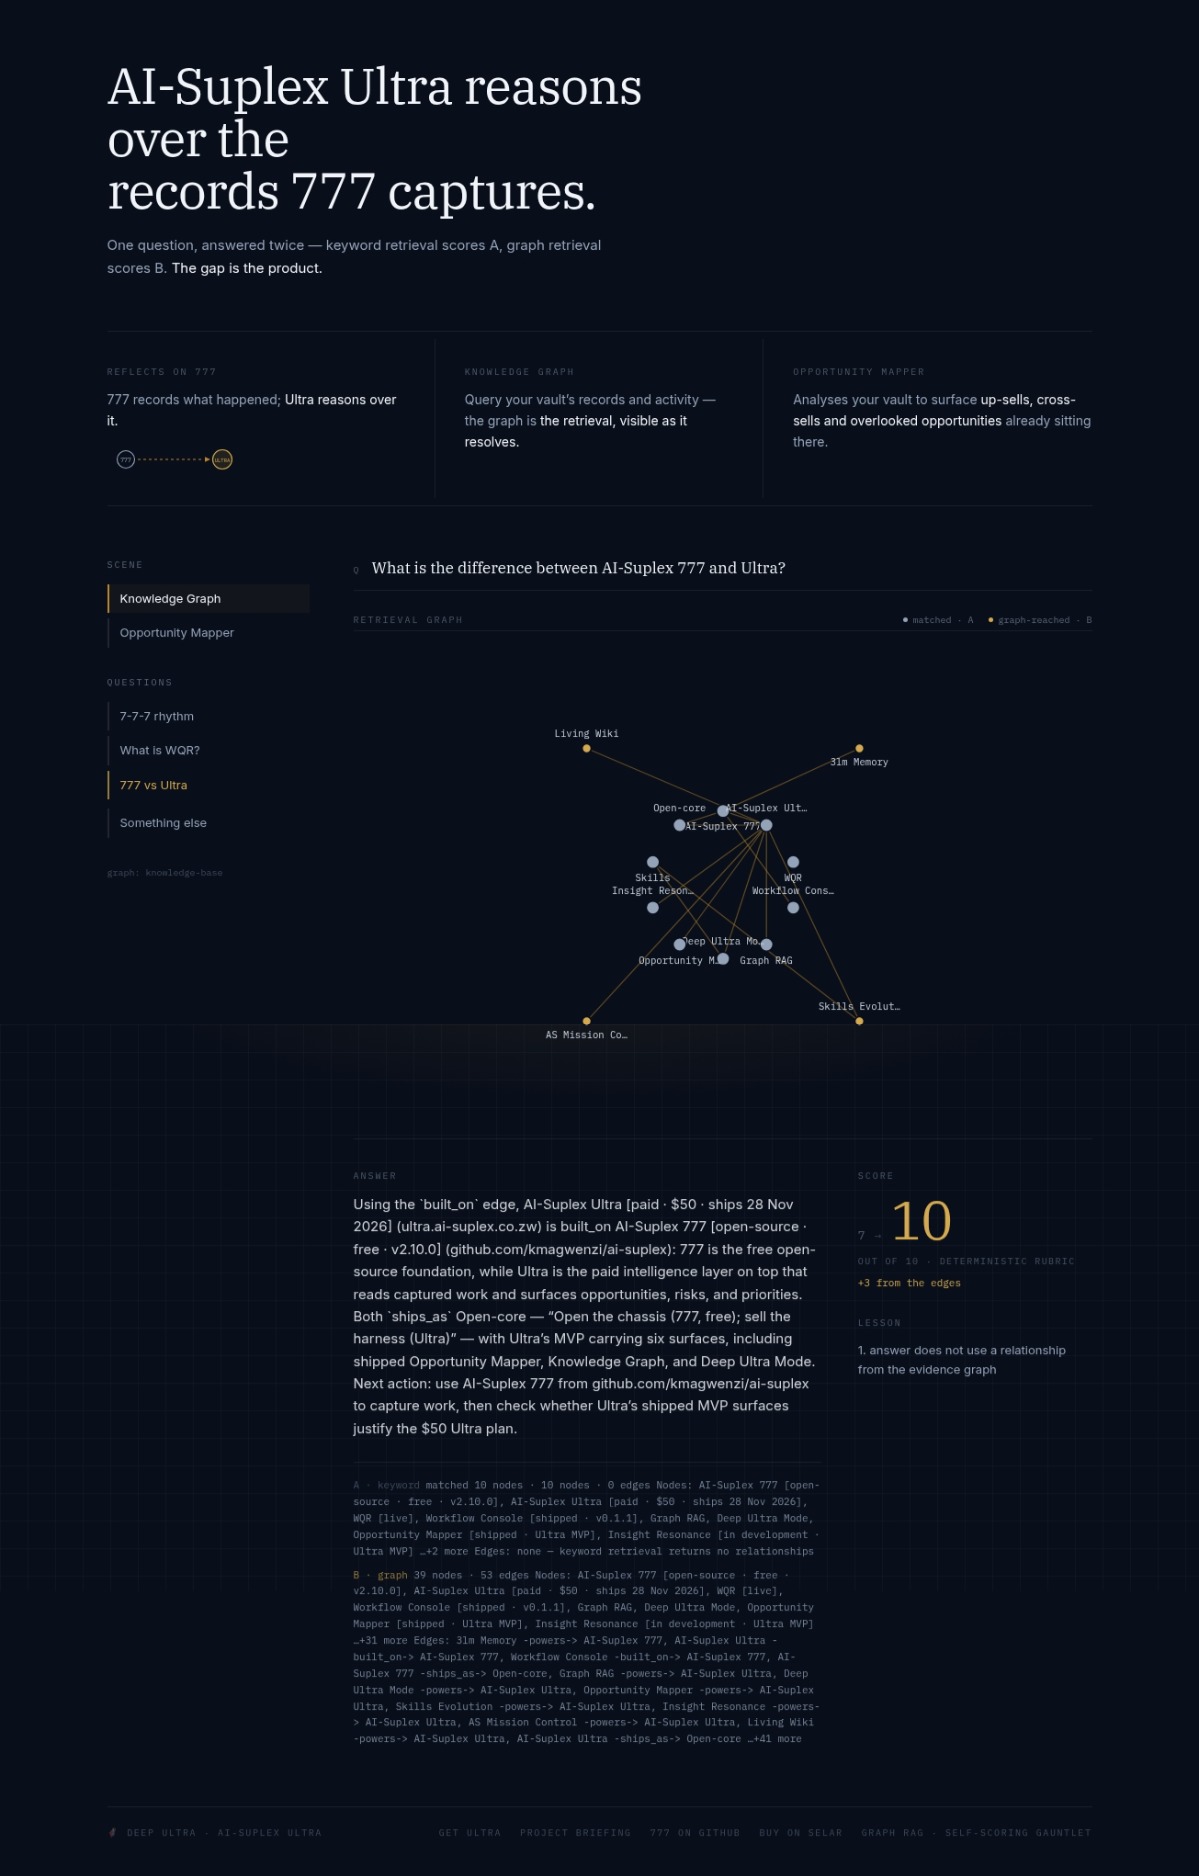 AI-Suplex Ultra reasons
over the
records 777 captures.
One question, answered twice — keyword retrieval scores A, graph retrieval
scores B. The gap is the product.
REFLECTS ON 777
777 records what happened; Ultra reasons over
it.
777
ULTRA
KNOWLEDGE GRAPH
Query your vault’s records and activity —
the graph is the retrieval, visible as it
resolves.
OPPORTUNITY MAPPER
Analyses your vault to surface up-sells, cross-
sells and overlooked opportunities already sitting
there.
SCENE
Knowledge Graph
Opportunity Mapper
QUESTIONS
7-7-7 rhythm
What is WQR?
777 vs Ultra
Something else
graph: knowledge-base
Q What is the difference between AI-Suplex 777 and Ultra?
RETRIEVAL GRAPH
matched · A
graph-reached · B
Living Wiki
3lm Memory
Open-core
AI-Suplex Ult…
AI-Suplex 777
Skills
WQR
Insight Reson…
Workflow Cons…
Deep Ultra Mo…
Opportunity M…
Graph RAG
Skills Evolut…
AS Mission Co…
ANSWER
Using the `built_on` edge, AI-Suplex Ultra [paid · $50 · ships 28 Nov
2026] (ultra.ai-suplex.co.zw) is built_on AI-Suplex 777 [open-source ·
free · v2.10.0] (github.com/kmagwenzi/ai-suplex): 777 is the free open-
source foundation, while Ultra is the paid intelligence layer on top that
reads captured work and surfaces opportunities, risks, and priorities.
Both `ships_as` Open-core — “Open the chassis (777, free); sell the
harness (Ultra)” — with Ultra’s MVP carrying six surfaces, including
shipped Opportunity Mapper, Knowledge Graph, and Deep Ultra Mode.
Next action: use AI-Suplex 777 from github.com/kmagwenzi/ai-suplex
to capture work, then check whether Ultra’s shipped MVP surfaces
justify the $50 Ultra plan.
SCORE
7 → 10
OUT OF 10 · DETERMINISTIC RUBRIC
+3 from the edges
LESSON
1. answer does not use a relationship
from the evidence graph
A · keyword matched 10 nodes · 10 nodes · 0 edges Nodes: AI-Suplex 777 [open-
source · free · v2.10.0], AI-Suplex Ultra [paid · $50 · ships 28 Nov 2026],
WQR [live], Workflow Console [shipped · v0.1.1], Graph RAG, Deep Ultra Mode,
Opportunity Mapper [shipped · Ultra MVP], Insight Resonance [in development ·
Ultra MVP] …+2 more Edges: none — keyword retrieval returns no relationships
B · graph 39 nodes · 53 edges Nodes: AI-Suplex 777 [open-source · free ·
v2.10.0], AI-Suplex Ultra [paid · $50 · ships 28 Nov 2026], WQR [live],
Workflow Console [shipped · v0.1.1], Graph RAG, Deep Ultra Mode, Opportunity
Mapper [shipped · Ultra MVP], Insight Resonance [in development · Ultra MVP]
…+31 more Edges: 3lm Memory -powers-> AI-Suplex 777, AI-Suplex Ultra -
built_on-> AI-Suplex 777, Workflow Console -built_on-> AI-Suplex 777, AI-
Suplex 777 -ships_as-> Open-core, Graph RAG -powers-> AI-Suplex Ultra, Deep
Ultra Mode -powers-> AI-Suplex Ultra, Opportunity Mapper -powers-> AI-Suplex
Ultra, Skills Evolution -powers-> AI-Suplex Ultra, Insight Resonance -powers-
> AI-Suplex Ultra, AS Mission Control -powers-> AI-Suplex Ultra, Living Wiki
-powers-> AI-Suplex Ultra, AI-Suplex Ultra -ships_as-> Open-core …+41 more
DEEP ULTRA · AI-SUPLEX ULTRA
GET ULTRA
PROJECT BRIEFING
777 ON GITHUB
BUY ON SELAR
GRAPH RAG · SELF-SCORING GAUNTLET